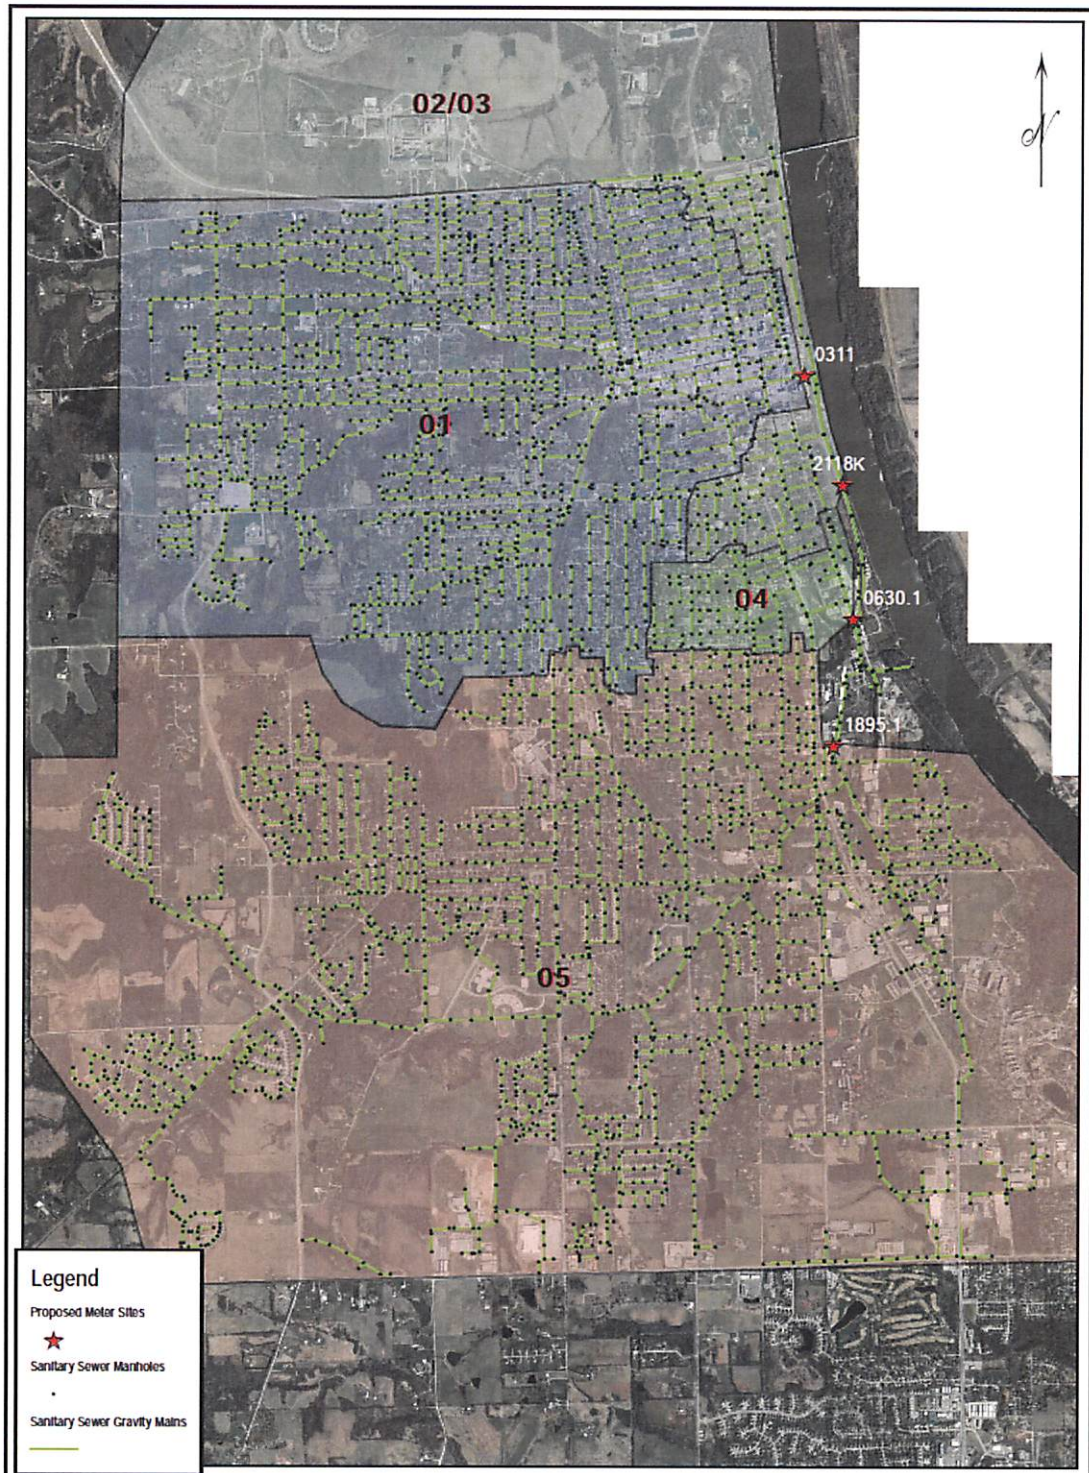 02/03
N
0311
01
2118K
04
0630.1
1895.1
05
Legend
Proposed Meter Sites
Sanitary Sewer Manholes
Sanitary Sewer Gravity Mains